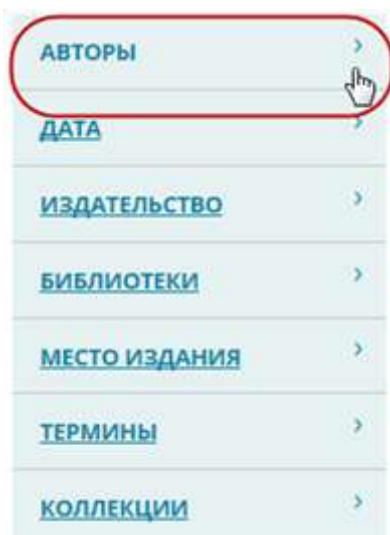 АВТОРЫ
ДАТА
ИЗДАТЕЛЬСТВО
БИБЛИОТЕКИ
МЕСТО ИЗДАНИЯ
ТЕРМИНЫ
КОЛЛЕКЦИИ